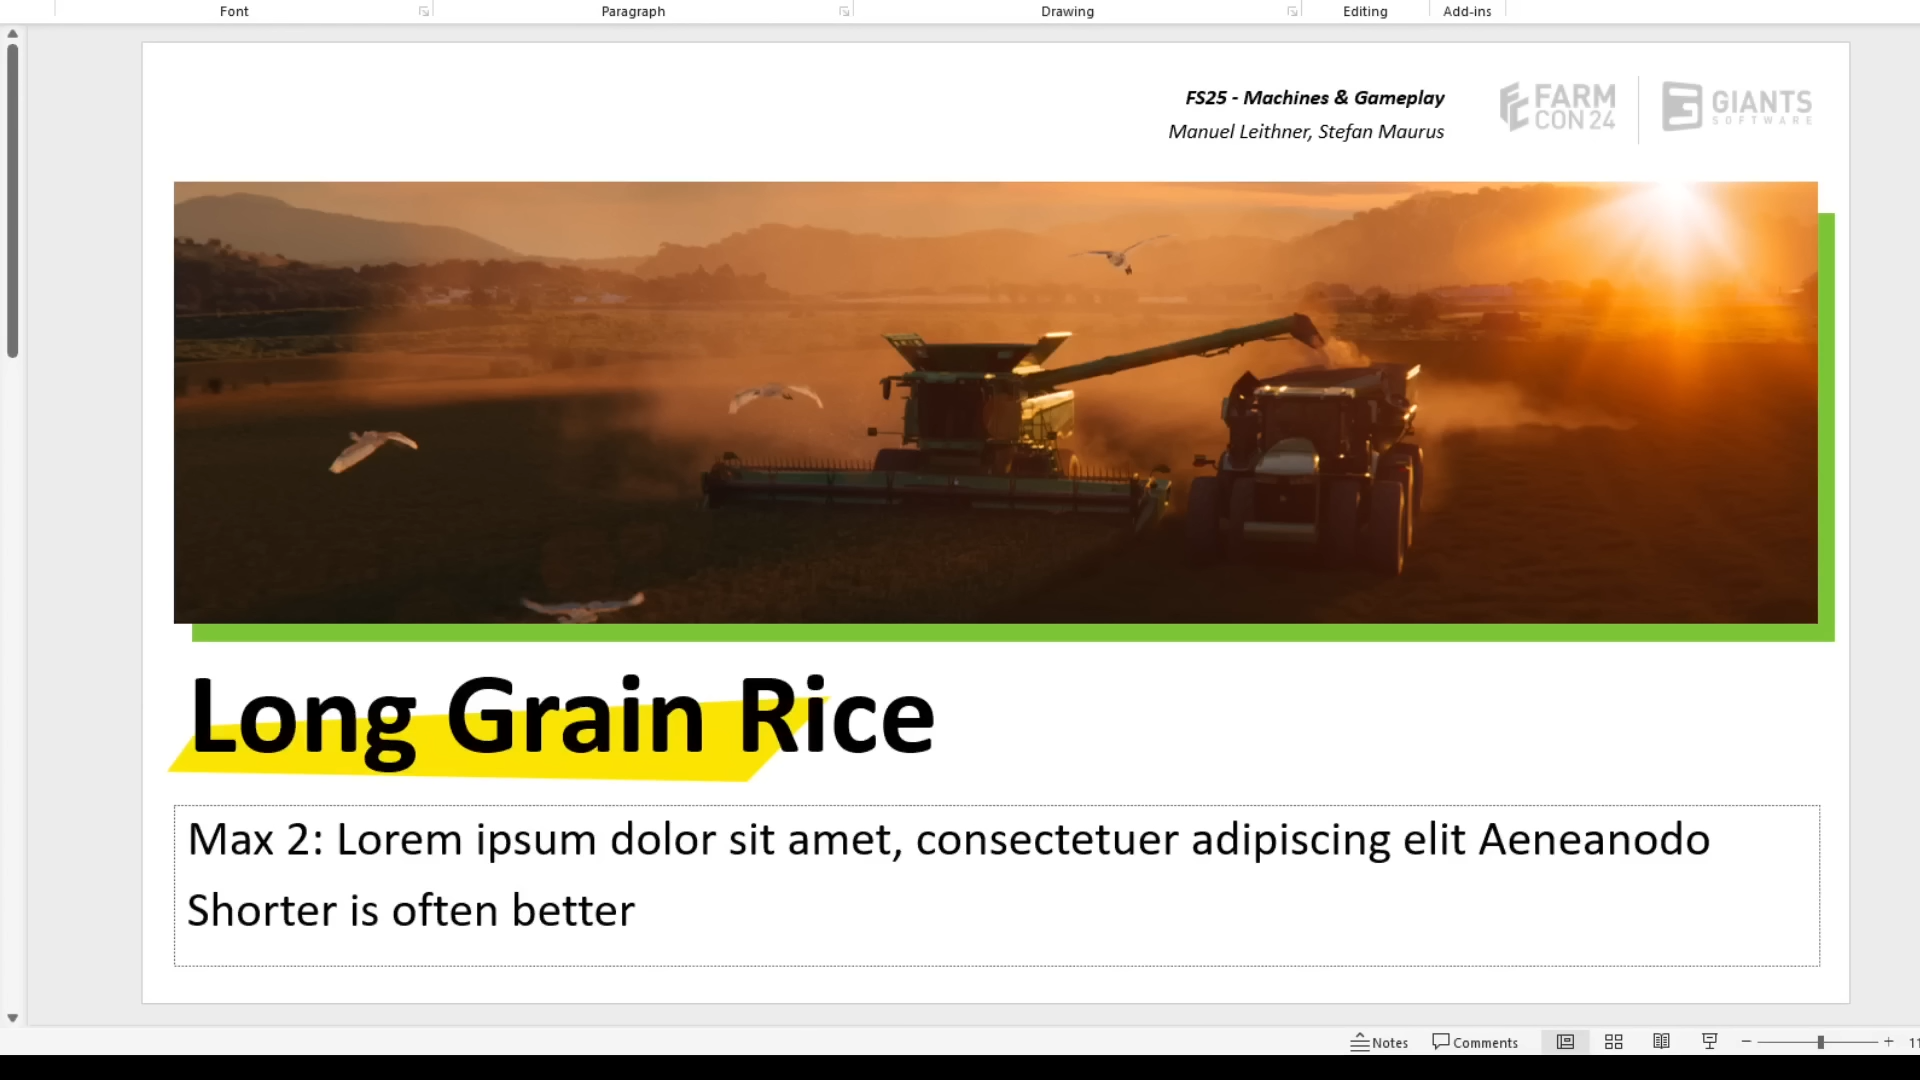 Font
Paragraph
Drawing
Editing
Add-ins
FS25 - Machines & Gameplay
Manuel Leithner, Stefan Maurus
FARM
CON 24
GIANTS
SOFTWARE
Long Grain Rice
Max 2: Lorem ipsum dolor sit amet, consectetuer adipiscing elit Aeneanodo
Shorter is often better
Notes
Comments